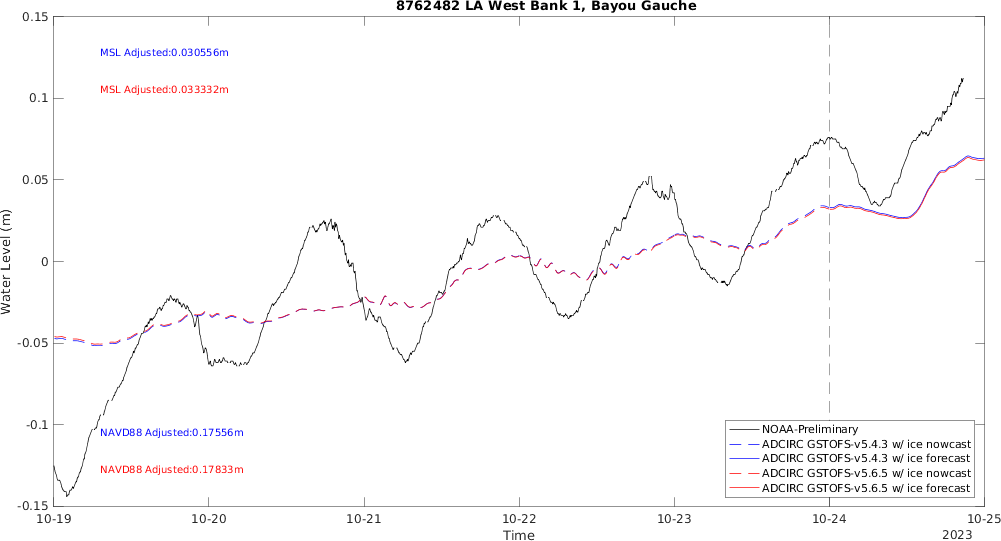 8762482 LA West Bank 1, Bayou Gauche
0.15
0.1
0.05
0
-0.05
-0.1
-0.15
Water Level (m)
MSL Adjusted:0.030556m
MSL Adjusted:0.033332m
NAVD88 Adjusted:0.17556m
NAVD88 Adjusted:0.17833m
NOAA-Preliminary
ADCIRC GSTOFS-v5.4.3 w/ ice nowcast
ADCIRC GSTOFS-v5.4.3 w/ ice forecast
ADCIRC GSTOFS-v5.6.5 w/ ice nowcast
ADCIRC GSTOFS-v5.6.5 w/ ice forecast
10-19 10-20 10-21 10-22 10-23 10-24 10-25
Time
2023